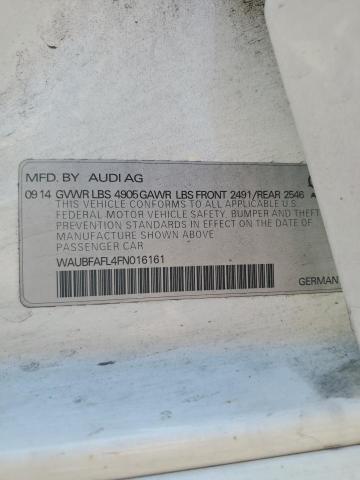 MFD. BY AUDI AG
09 14 GVWR LBS 4905 GAWR LBS FRONT 2491/REAR 2546
THIS VEHICLE CONFORMS TO ALL APPLICABLE U.S.
FEDERAL MOTOR VEHICLE SAFETY, BUMPER AND THEFT
PREVENTION STANDARDS IN EFFECT ON THE DATE OF
MANUFACTURE SHOWN ABOVE
PASSENGER CAR
WAUBFAFL4FN016161
GERMAN